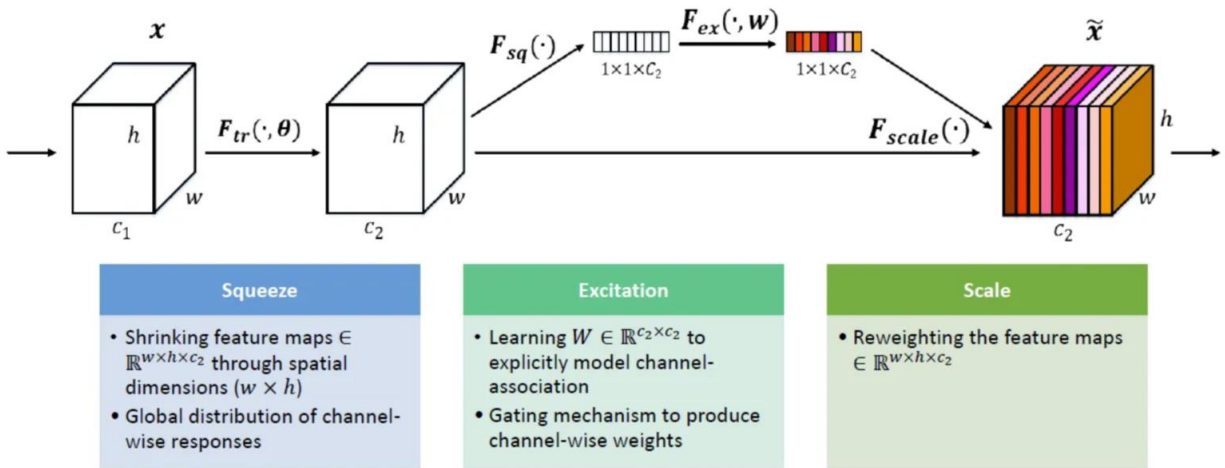 x
F_tr(·, θ)
F_sq(·)
F_ex(·, w)
F_scale(·)
x̃
h
w
c₁
h
w
c₂
1×1×C₂
1×1×C₂
h
w
c₂
Squeeze
• Shrinking feature maps ∈
ℝ^{w×h×c₂} through spatial
dimensions (w × h)
• Global distribution of channel-
wise responses
Excitation
• Learning W ∈ ℝ^{c₂×c₂} to
explicitly model channel-
association
• Gating mechanism to produce
channel-wise weights
Scale
• Reweighting the feature maps
∈ ℝ^{w×h×c₂}